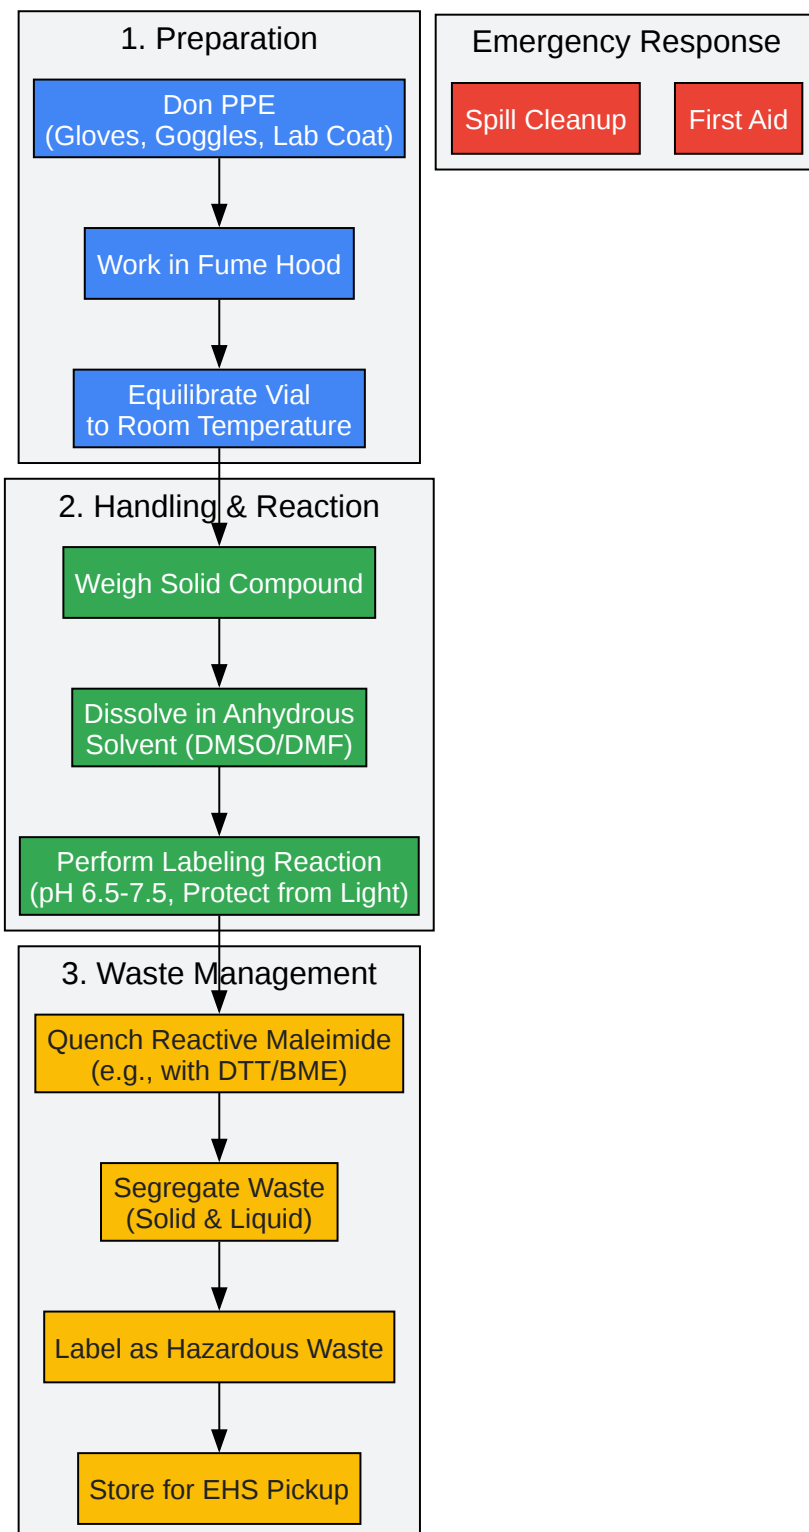 1. Preparation
Don PPE
(Gloves, Goggles, Lab Coat)
Work in Fume Hood
Equilibrate Vial
to Room Temperature
2. Handling & Reaction
Weigh Solid Compound
Dissolve in Anhydrous
Solvent (DMSO/DMF)
Perform Labeling Reaction
(pH 6.5-7.5, Protect from Light)
3. Waste Management
Quench Reactive Maleimide
(e.g., with DTT/BME)
Segregate Waste
(Solid & Liquid)
Label as Hazardous Waste
Store for EHS Pickup
Emergency Response
Spill Cleanup
First Aid